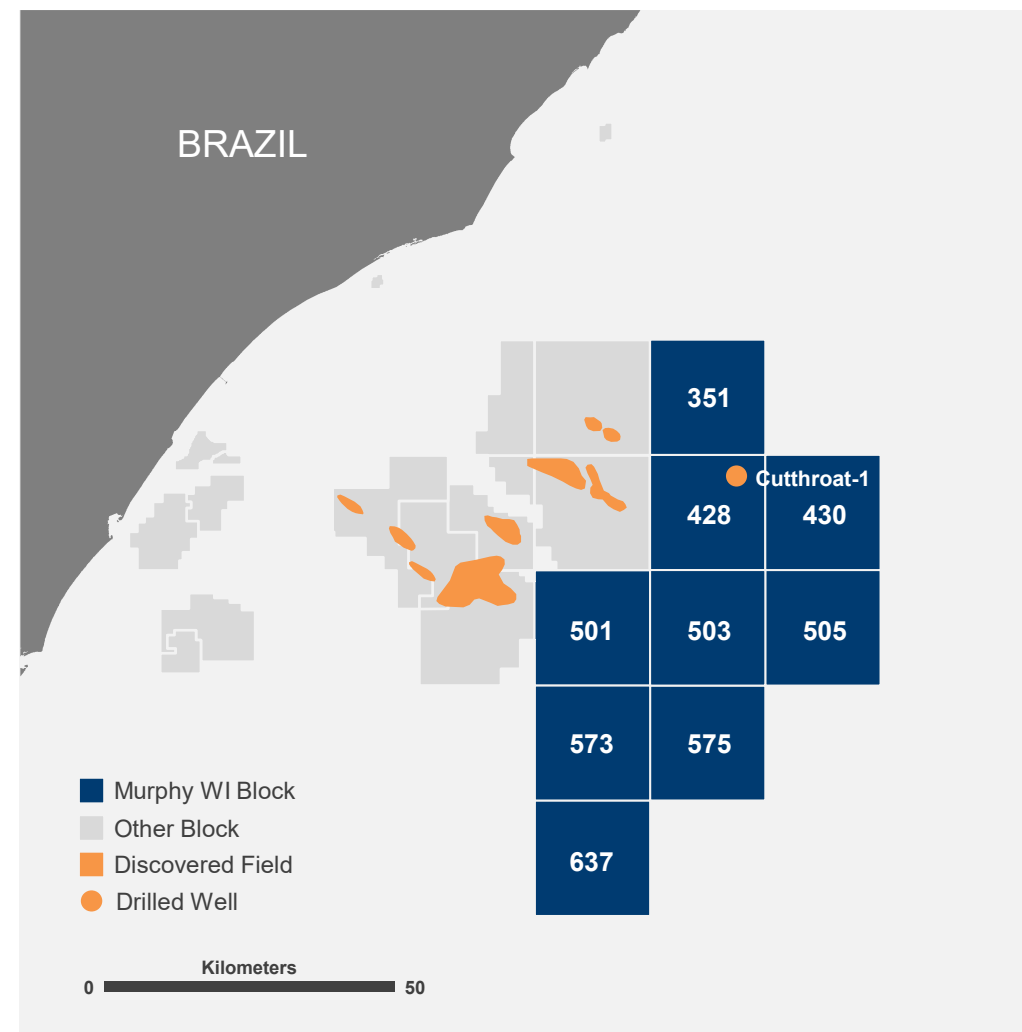 BRAZIL
351
Cutthroat-1
428
430
501
503
505
573
575
637
Murphy WI Block
Other Block
Discovered Field
Drilled Well
Kilometers
0
50